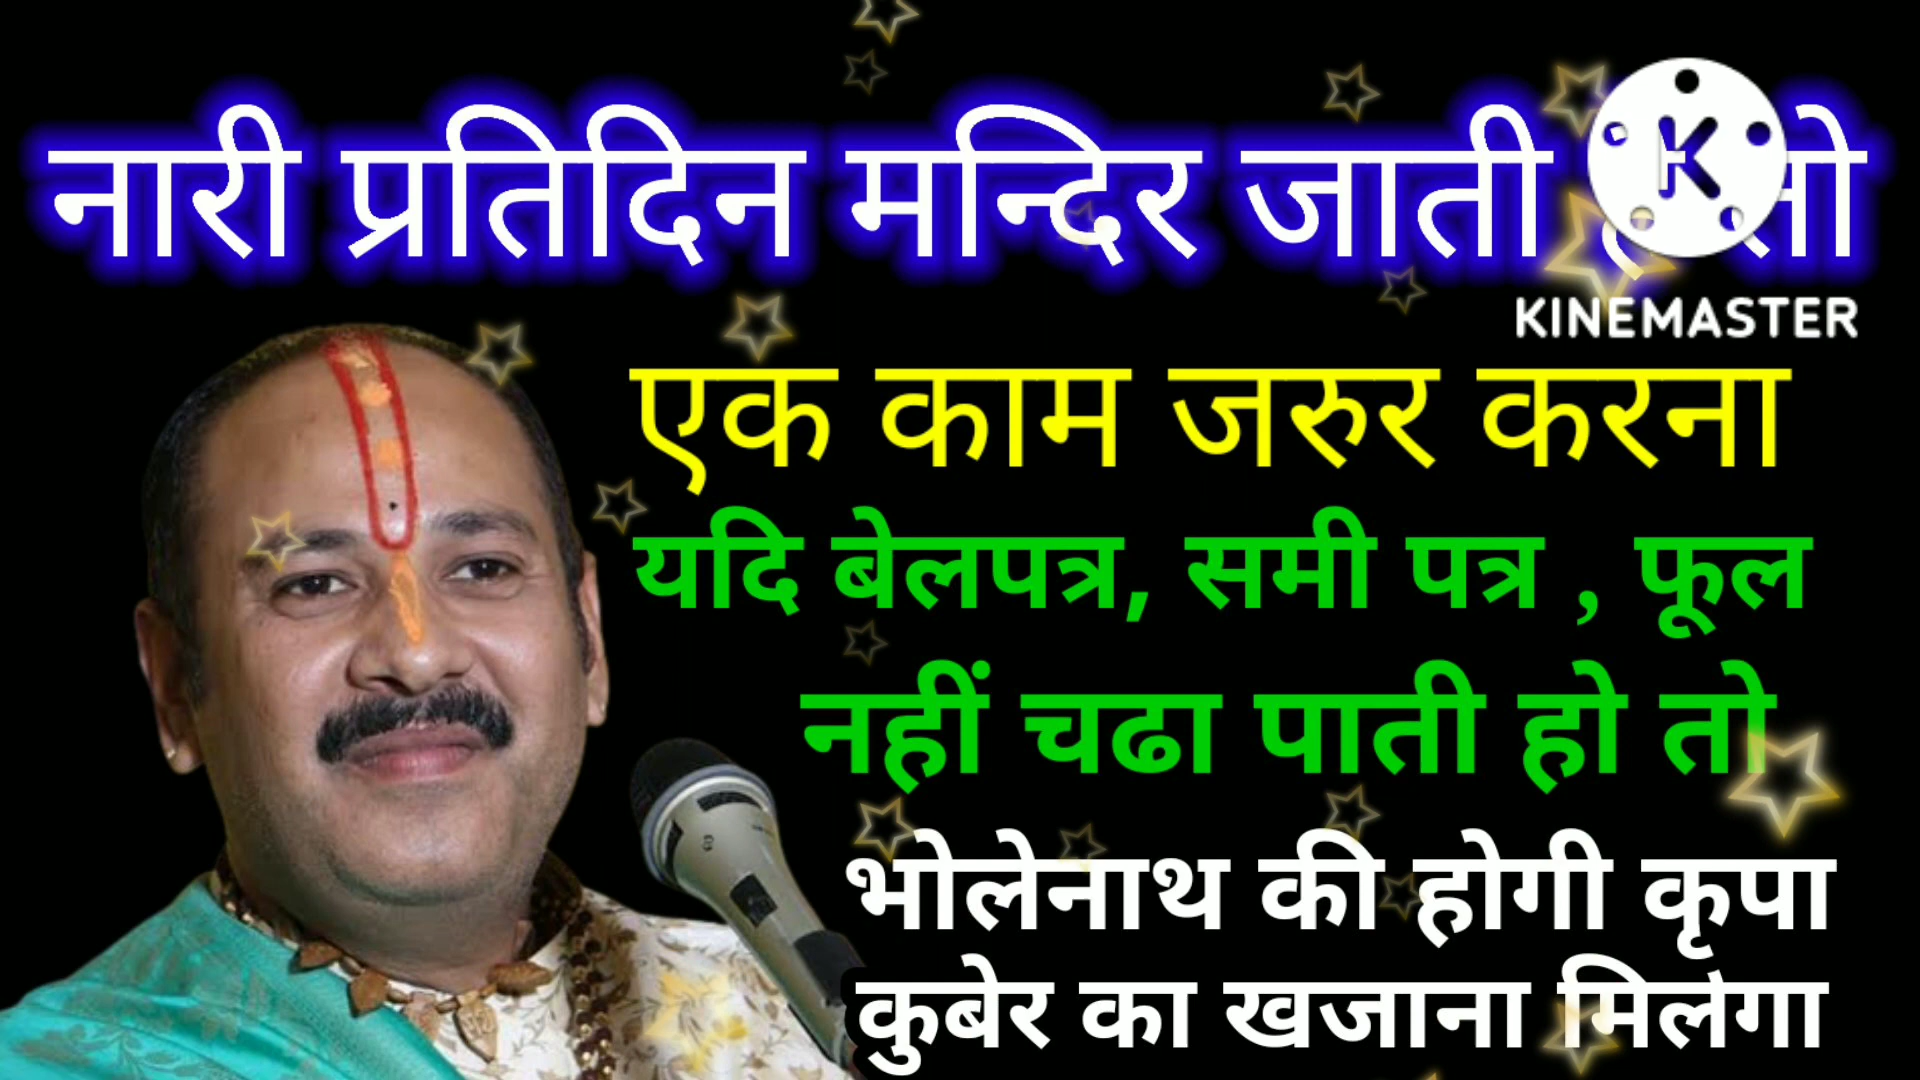 नारी प्रतिदिन मन्दिर जाती तो
KINEMASTER
एक काम जरुर करना
यदि बेलपत्र, समी पत्र , फूल
नहीं चढा पाती हो तो
भोलेनाथ की होगी कृपा
कुबेर का खजाना मिलेगा